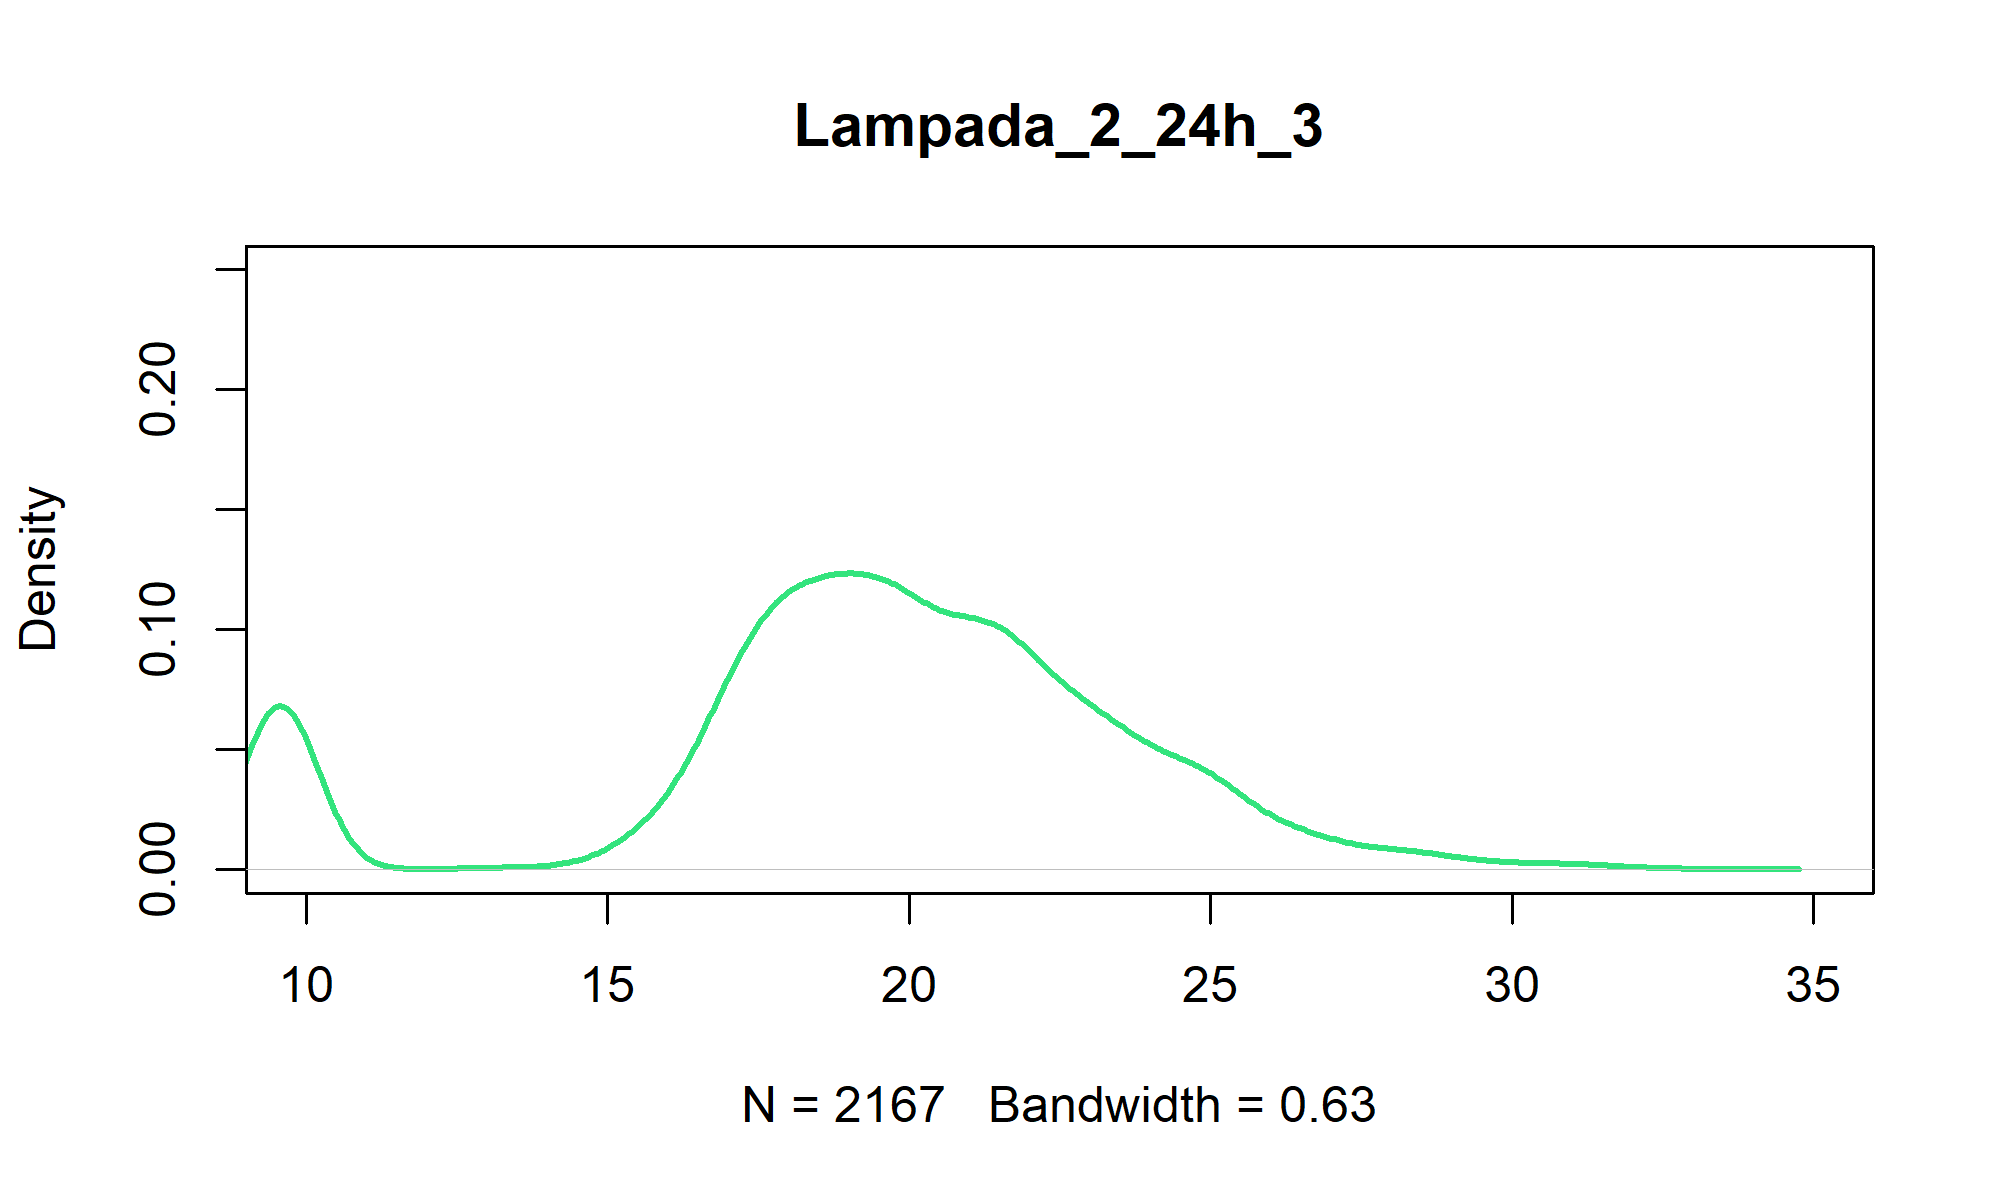 Lampada_2_24h_3
Density
0.20
0.10
0.00
10 15 20 25 30 35
N = 2167 Bandwidth = 0.63